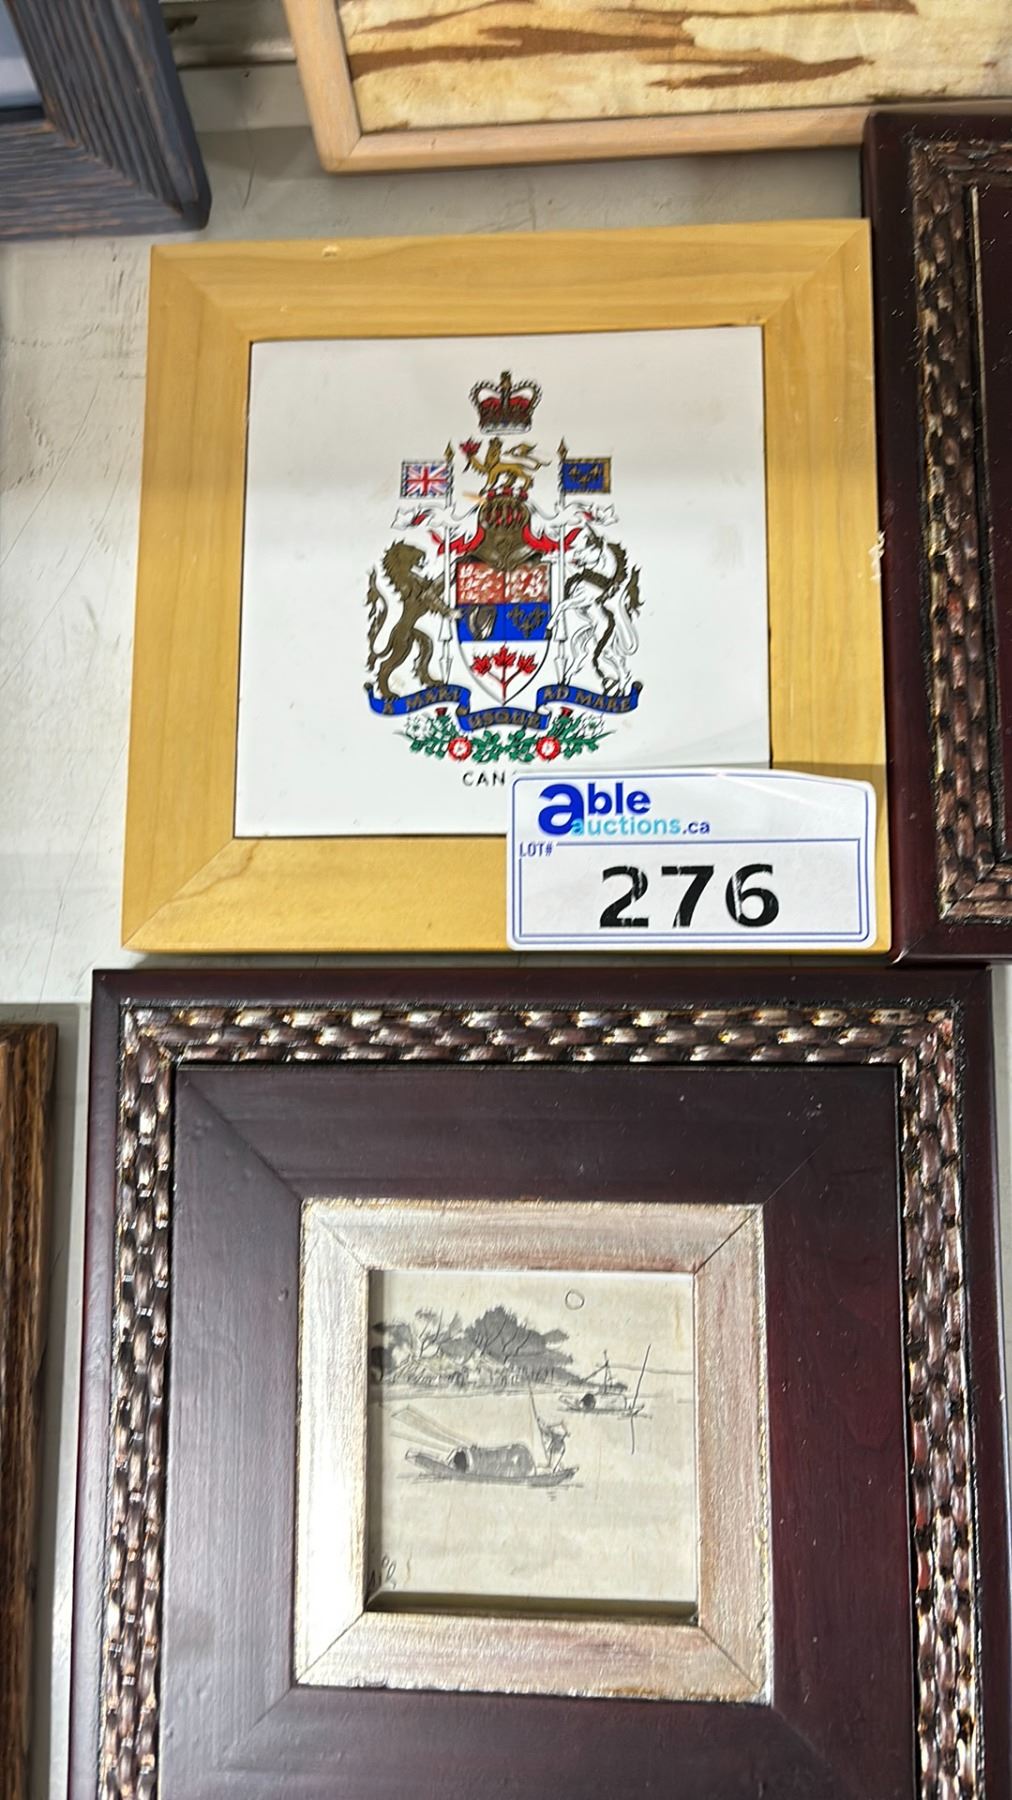 A MARI
USQUE
AD MARE
CAN
able
auctions.ca
LOT#
276